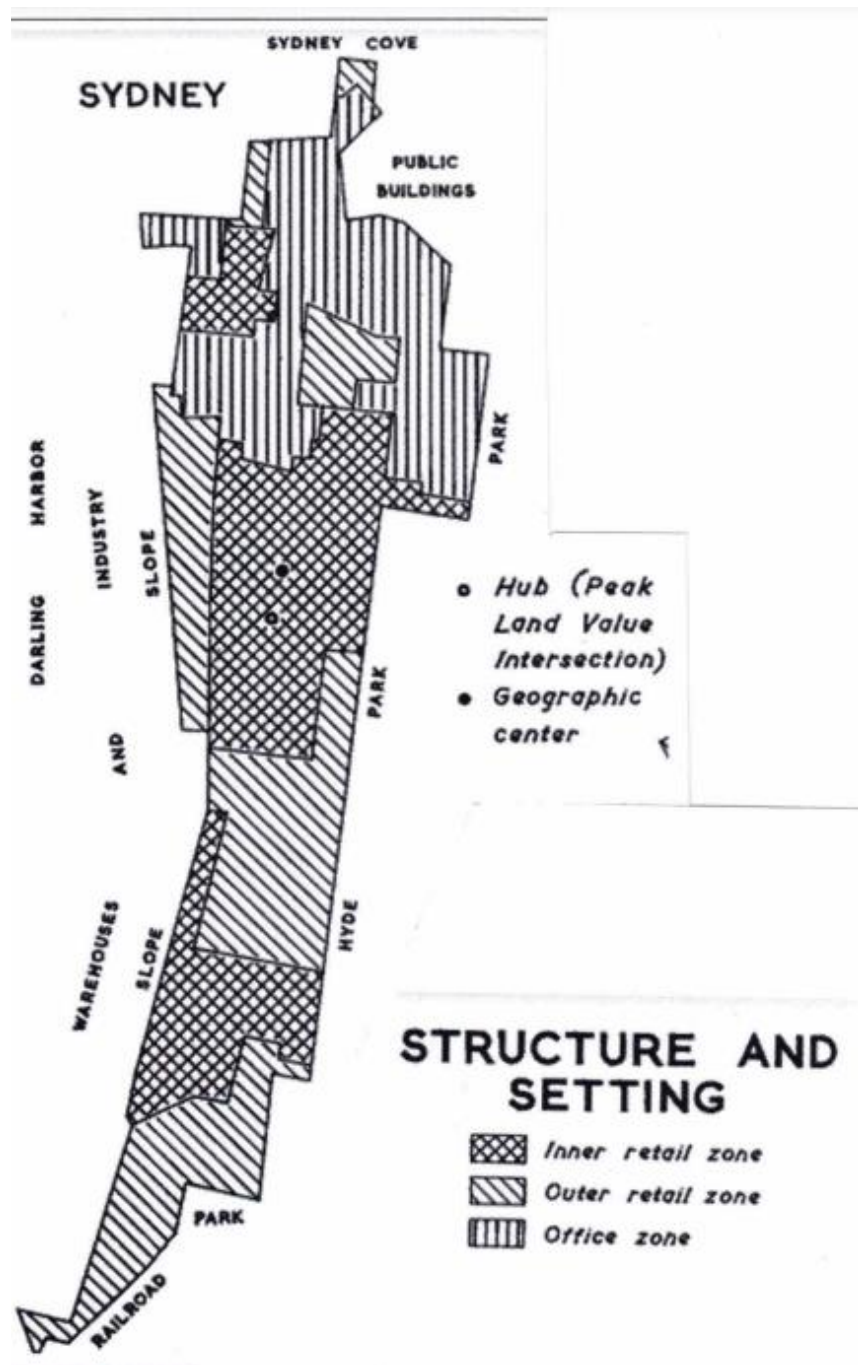 SYDNEY COVE
SYDNEY
PUBLIC
BUILDINGS
PARK
DARLING HARBOR
INDUSTRY
SLOPE
Hub (Peak
Land Value
Intersection)
Geographic
center
PARK
AND
HYDE
WAREHOUSES
SLOPE
STRUCTURE AND
SETTING
Inner retail zone
Outer retail zone
Office zone
PARK
RAILROAD